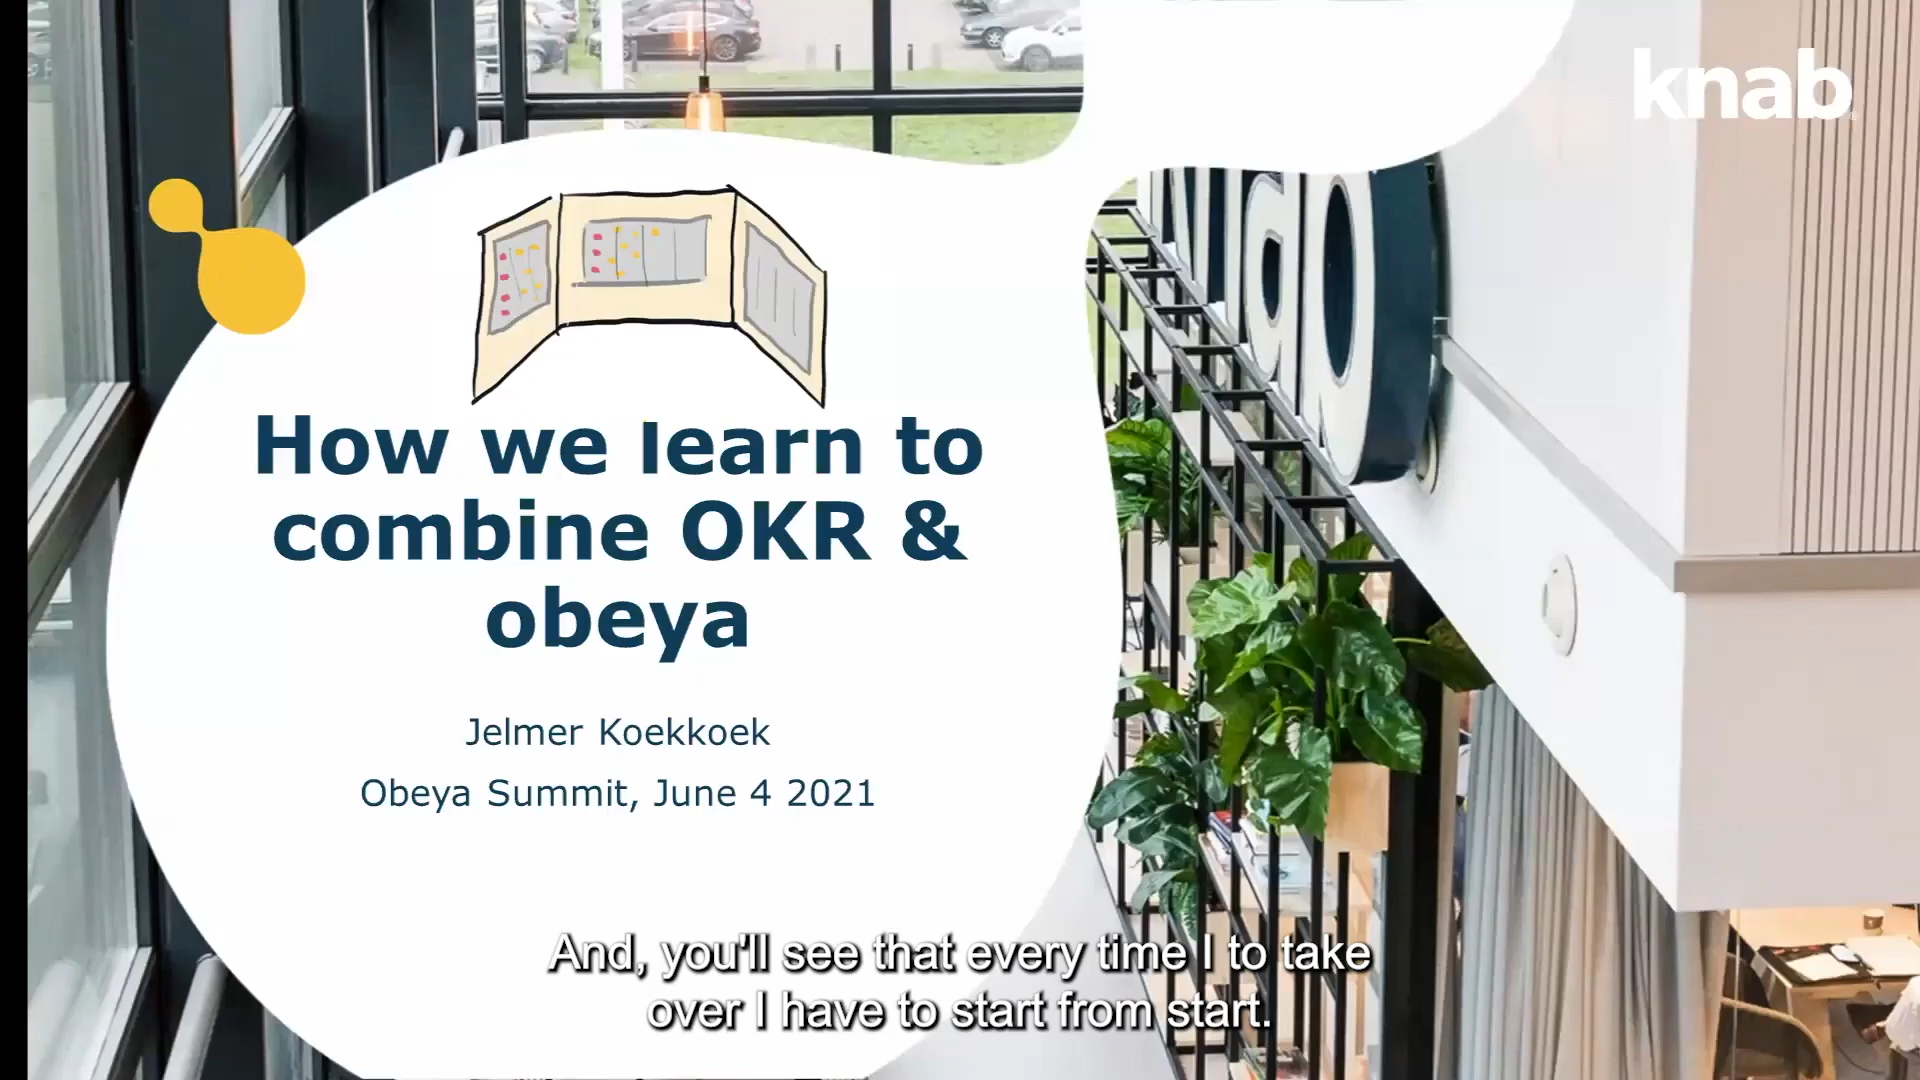 knab
How we learn to
combine OKR &
obeya
Jelmer Koekkoek
Obeya Summit, June 4 2021
And, you'll see that every time I to take
over I have to start from start.